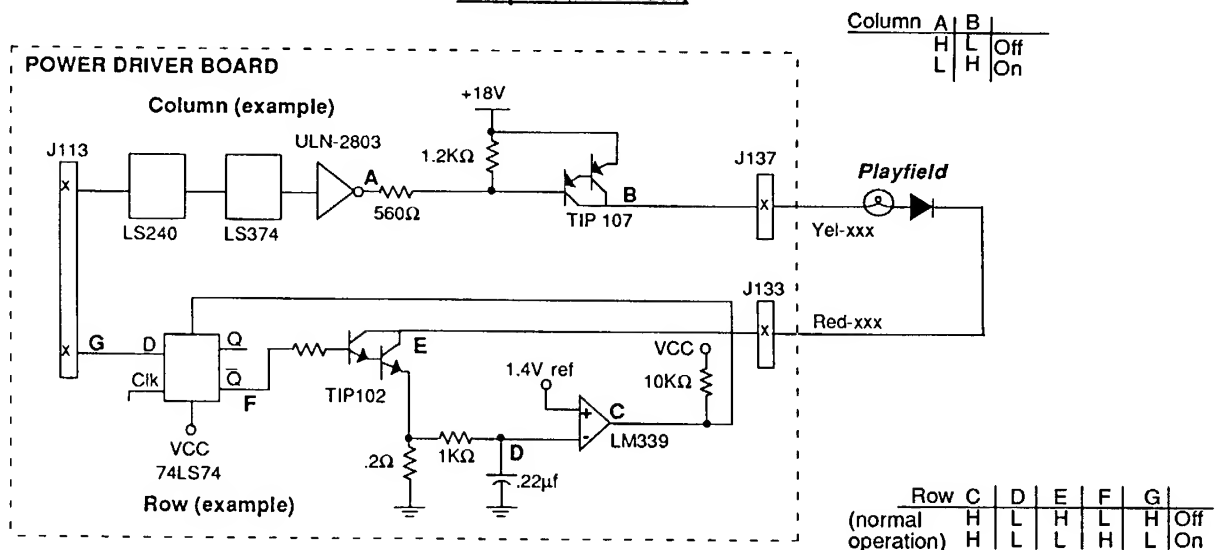 Column A B
H L Off
L H On
POWER DRIVER BOARD
Column (example)
+18V
ULN-2803
1.2KΩ
J113
J137
x
A
B
x
Playfield
560Ω
TIP 107
LS240
LS374
Yel-xxx
J133
x
Red-xxx
x
G
D
Q
E
VCC
1.4V ref
Clk
Q̅
10KΩ
F
TIP102
+
C
-
LM339
VCC
.2Ω
1KΩ
D
74LS74
.22µf
Row (example)
Row C D E F G
(normal H L H L H Off
operation) H L L H L On